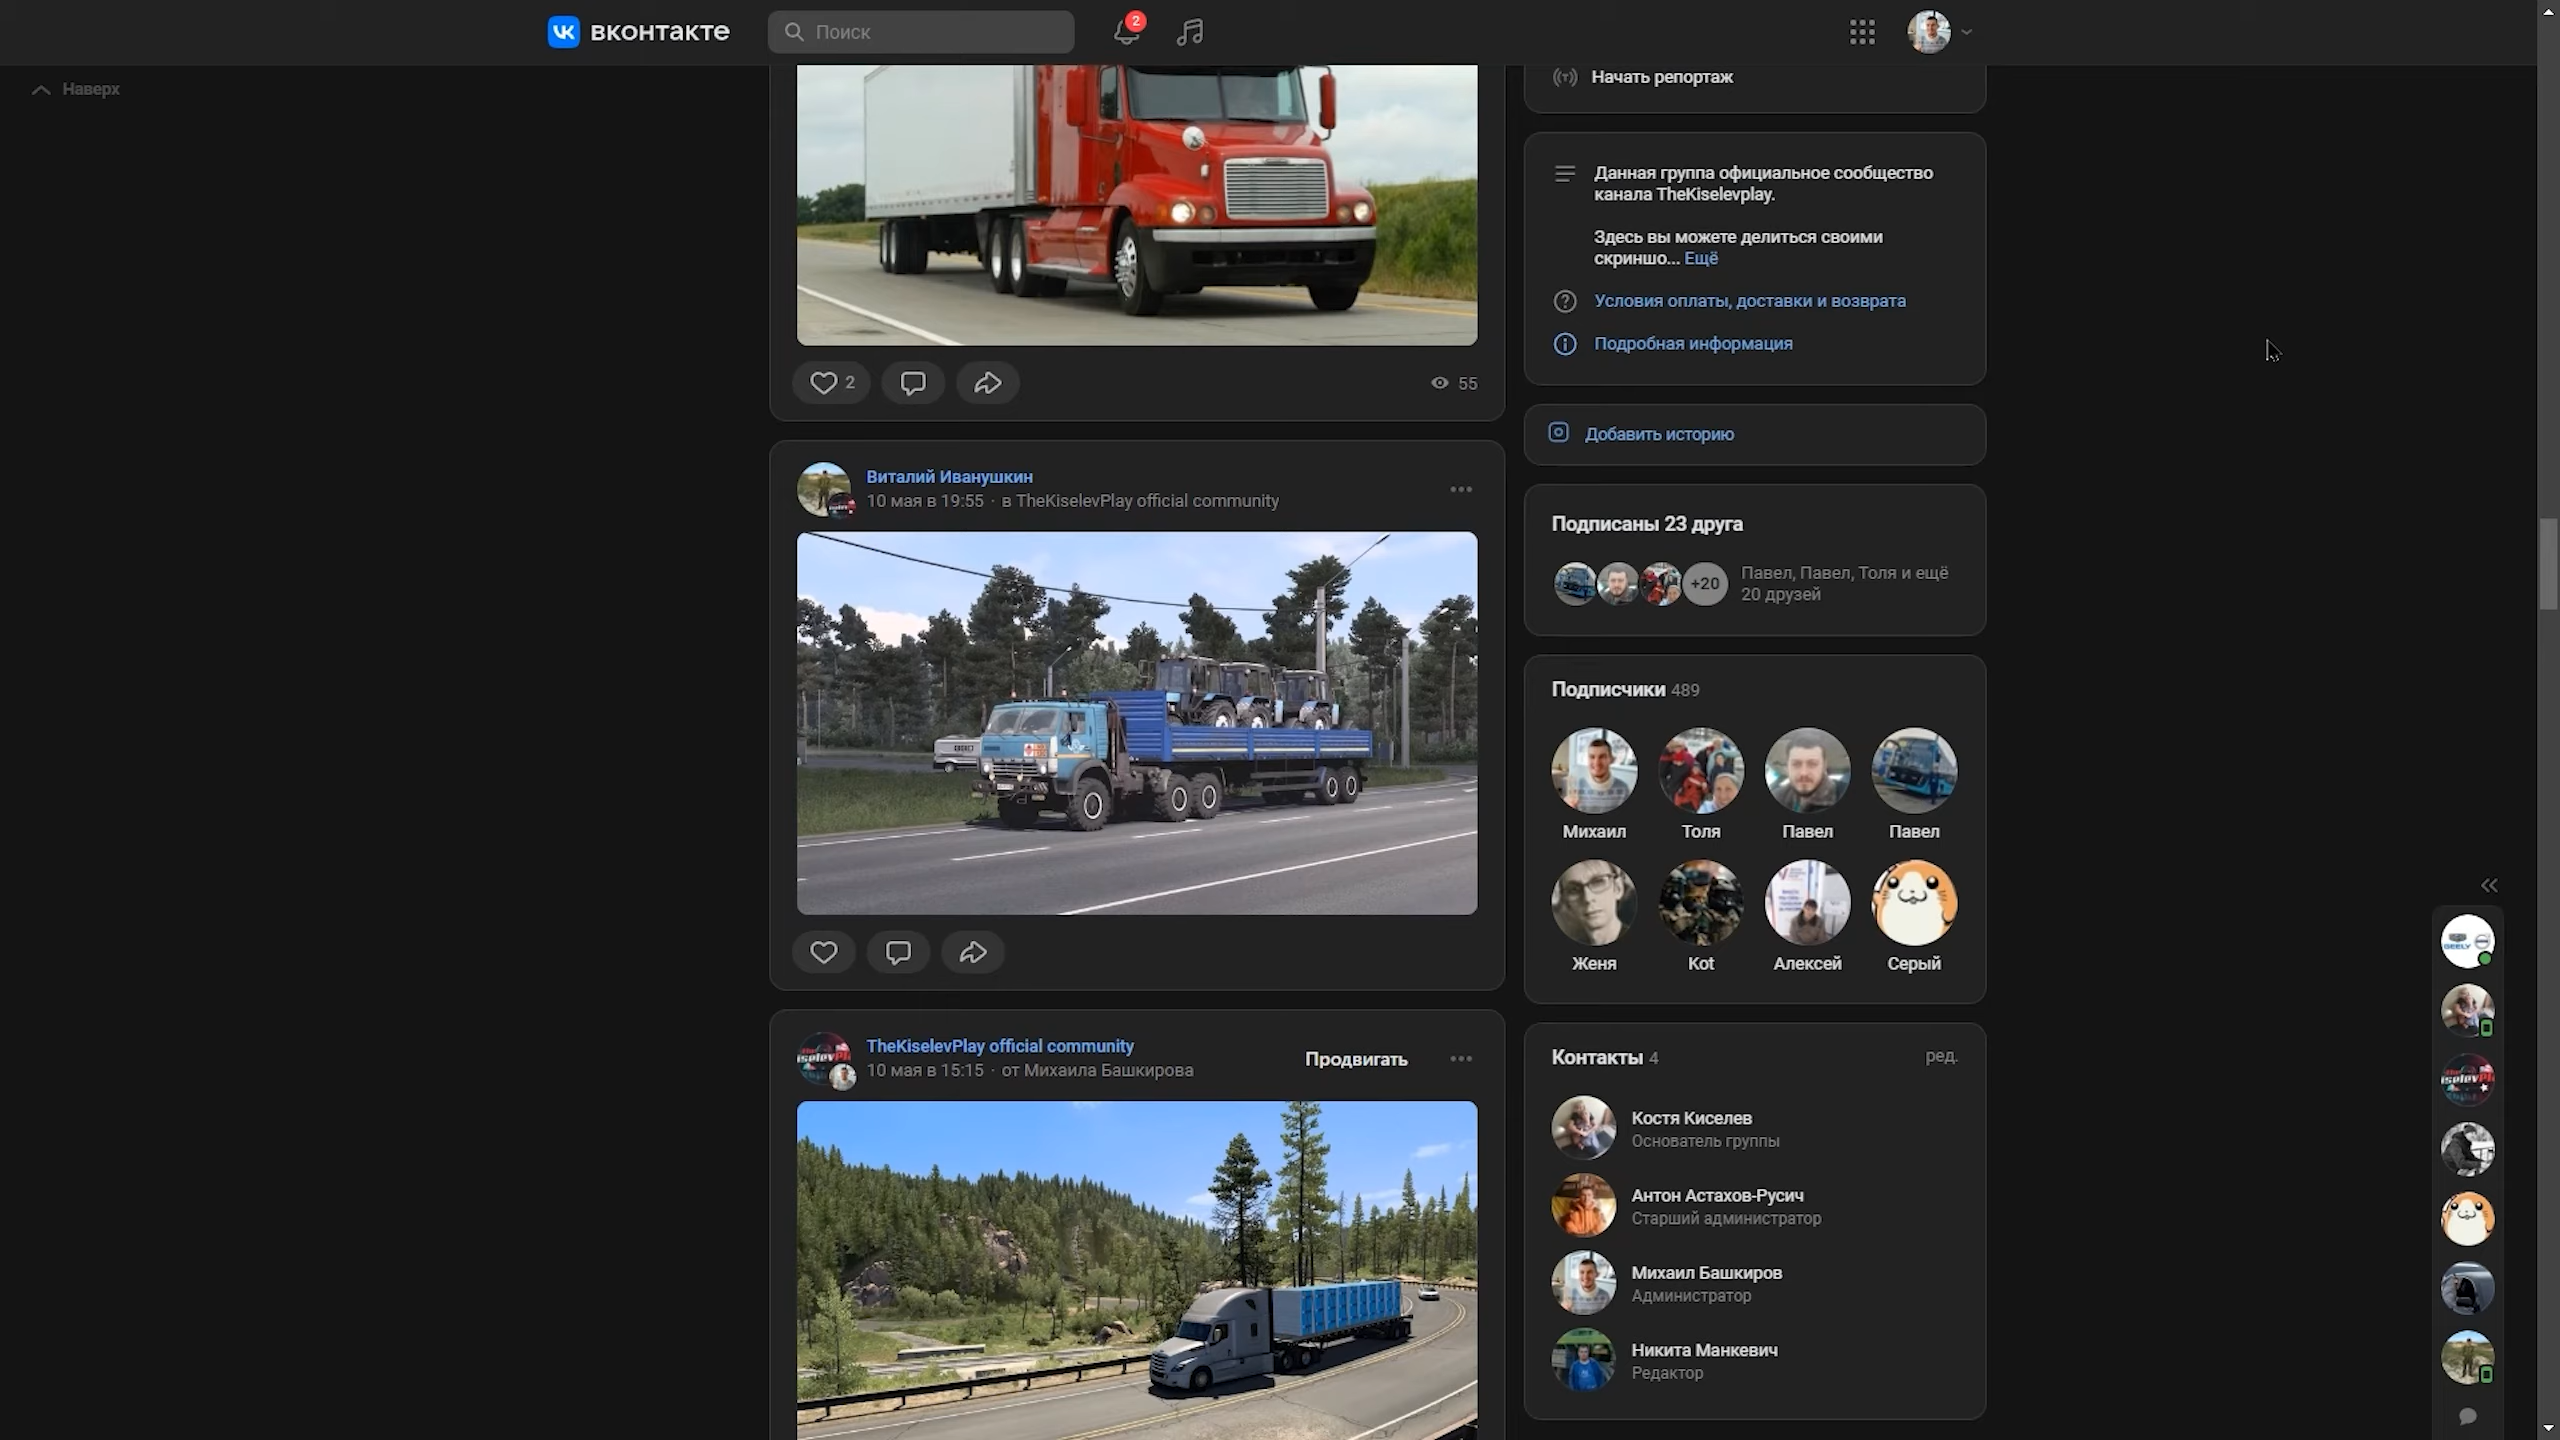 вконтакте
Поиск
2
Наверх
Начать репортаж
Данная группа официальное сообщество
канала TheKiselevplay.
Здесь вы можете делиться своими
скриншо... Ещё
Условия оплаты, доставки и возврата
Подробная информация
2
55
Добавить историю
Виталий Иванушкин
10 мая в 19:55 · в TheKiselevPlay official community
Подписаны 23 друга
+20
Павел, Павел, Толя и ещё
20 друзей
Подписчики 489
Михаил
Толя
Павел
Павел
Женя
Kot
Алексей
Серый
TheKiselevPlay official community
10 мая в 15:15 · от Михаила Башкирова
Продвигать
Контакты 4
ред.
Костя Киселев
Основатель группы
Антон Астахов-Русич
Старший администратор
Михаил Башкиров
Администратор
Никита Манкевич
Редактор